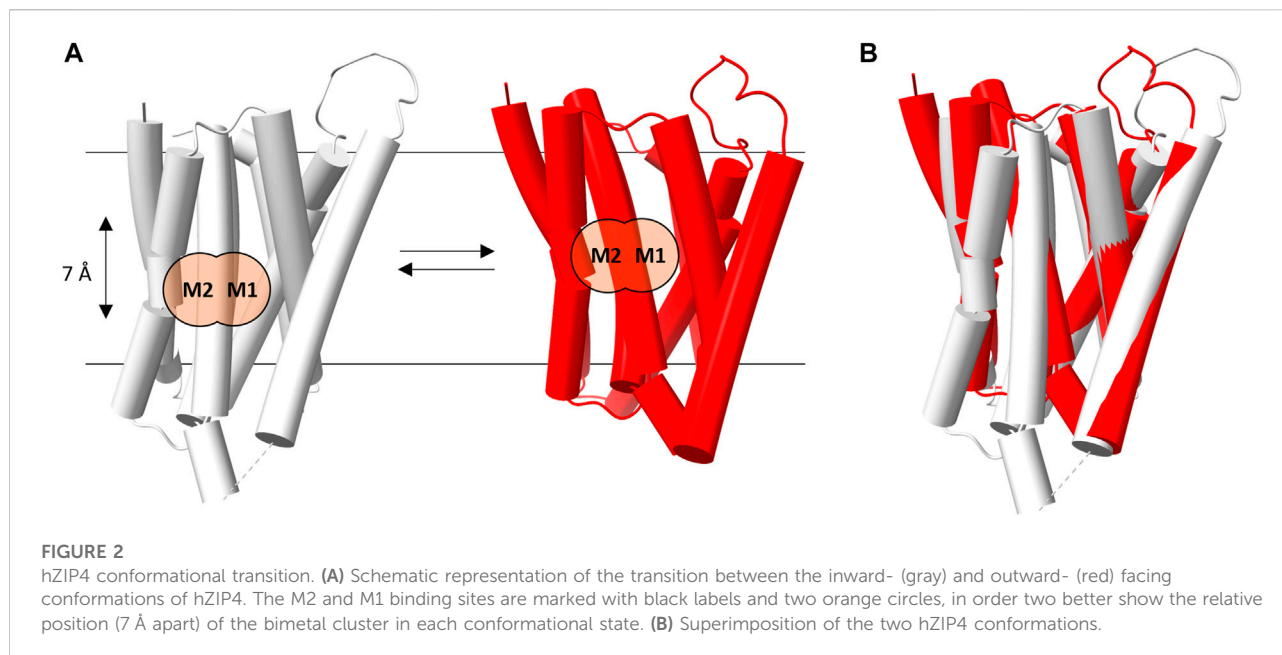 A
B
7 Å
M2 M1
M2 M1
FIGURE 2
hZIP4 conformational transition. (A) Schematic representation of the transition between the inward- (gray) and outward- (red) facing
conformations of hZIP4. The M2 and M1 binding sites are marked with black labels and two orange circles, in order two better show the relative
position (7 Å apart) of the bimetal cluster in each conformational state. (B) Superimposition of the two hZIP4 conformations.